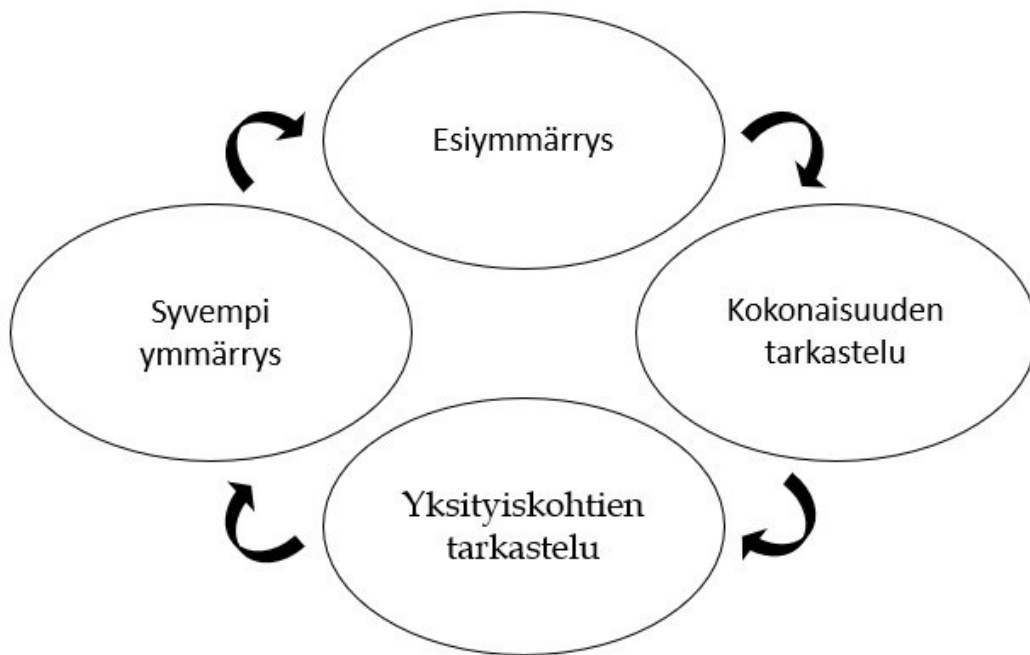 Esiymmärrys
Kokonaisuuden
tarkastelu
Yksityiskohtien
tarkastelu
Syvempi
ymmärrys